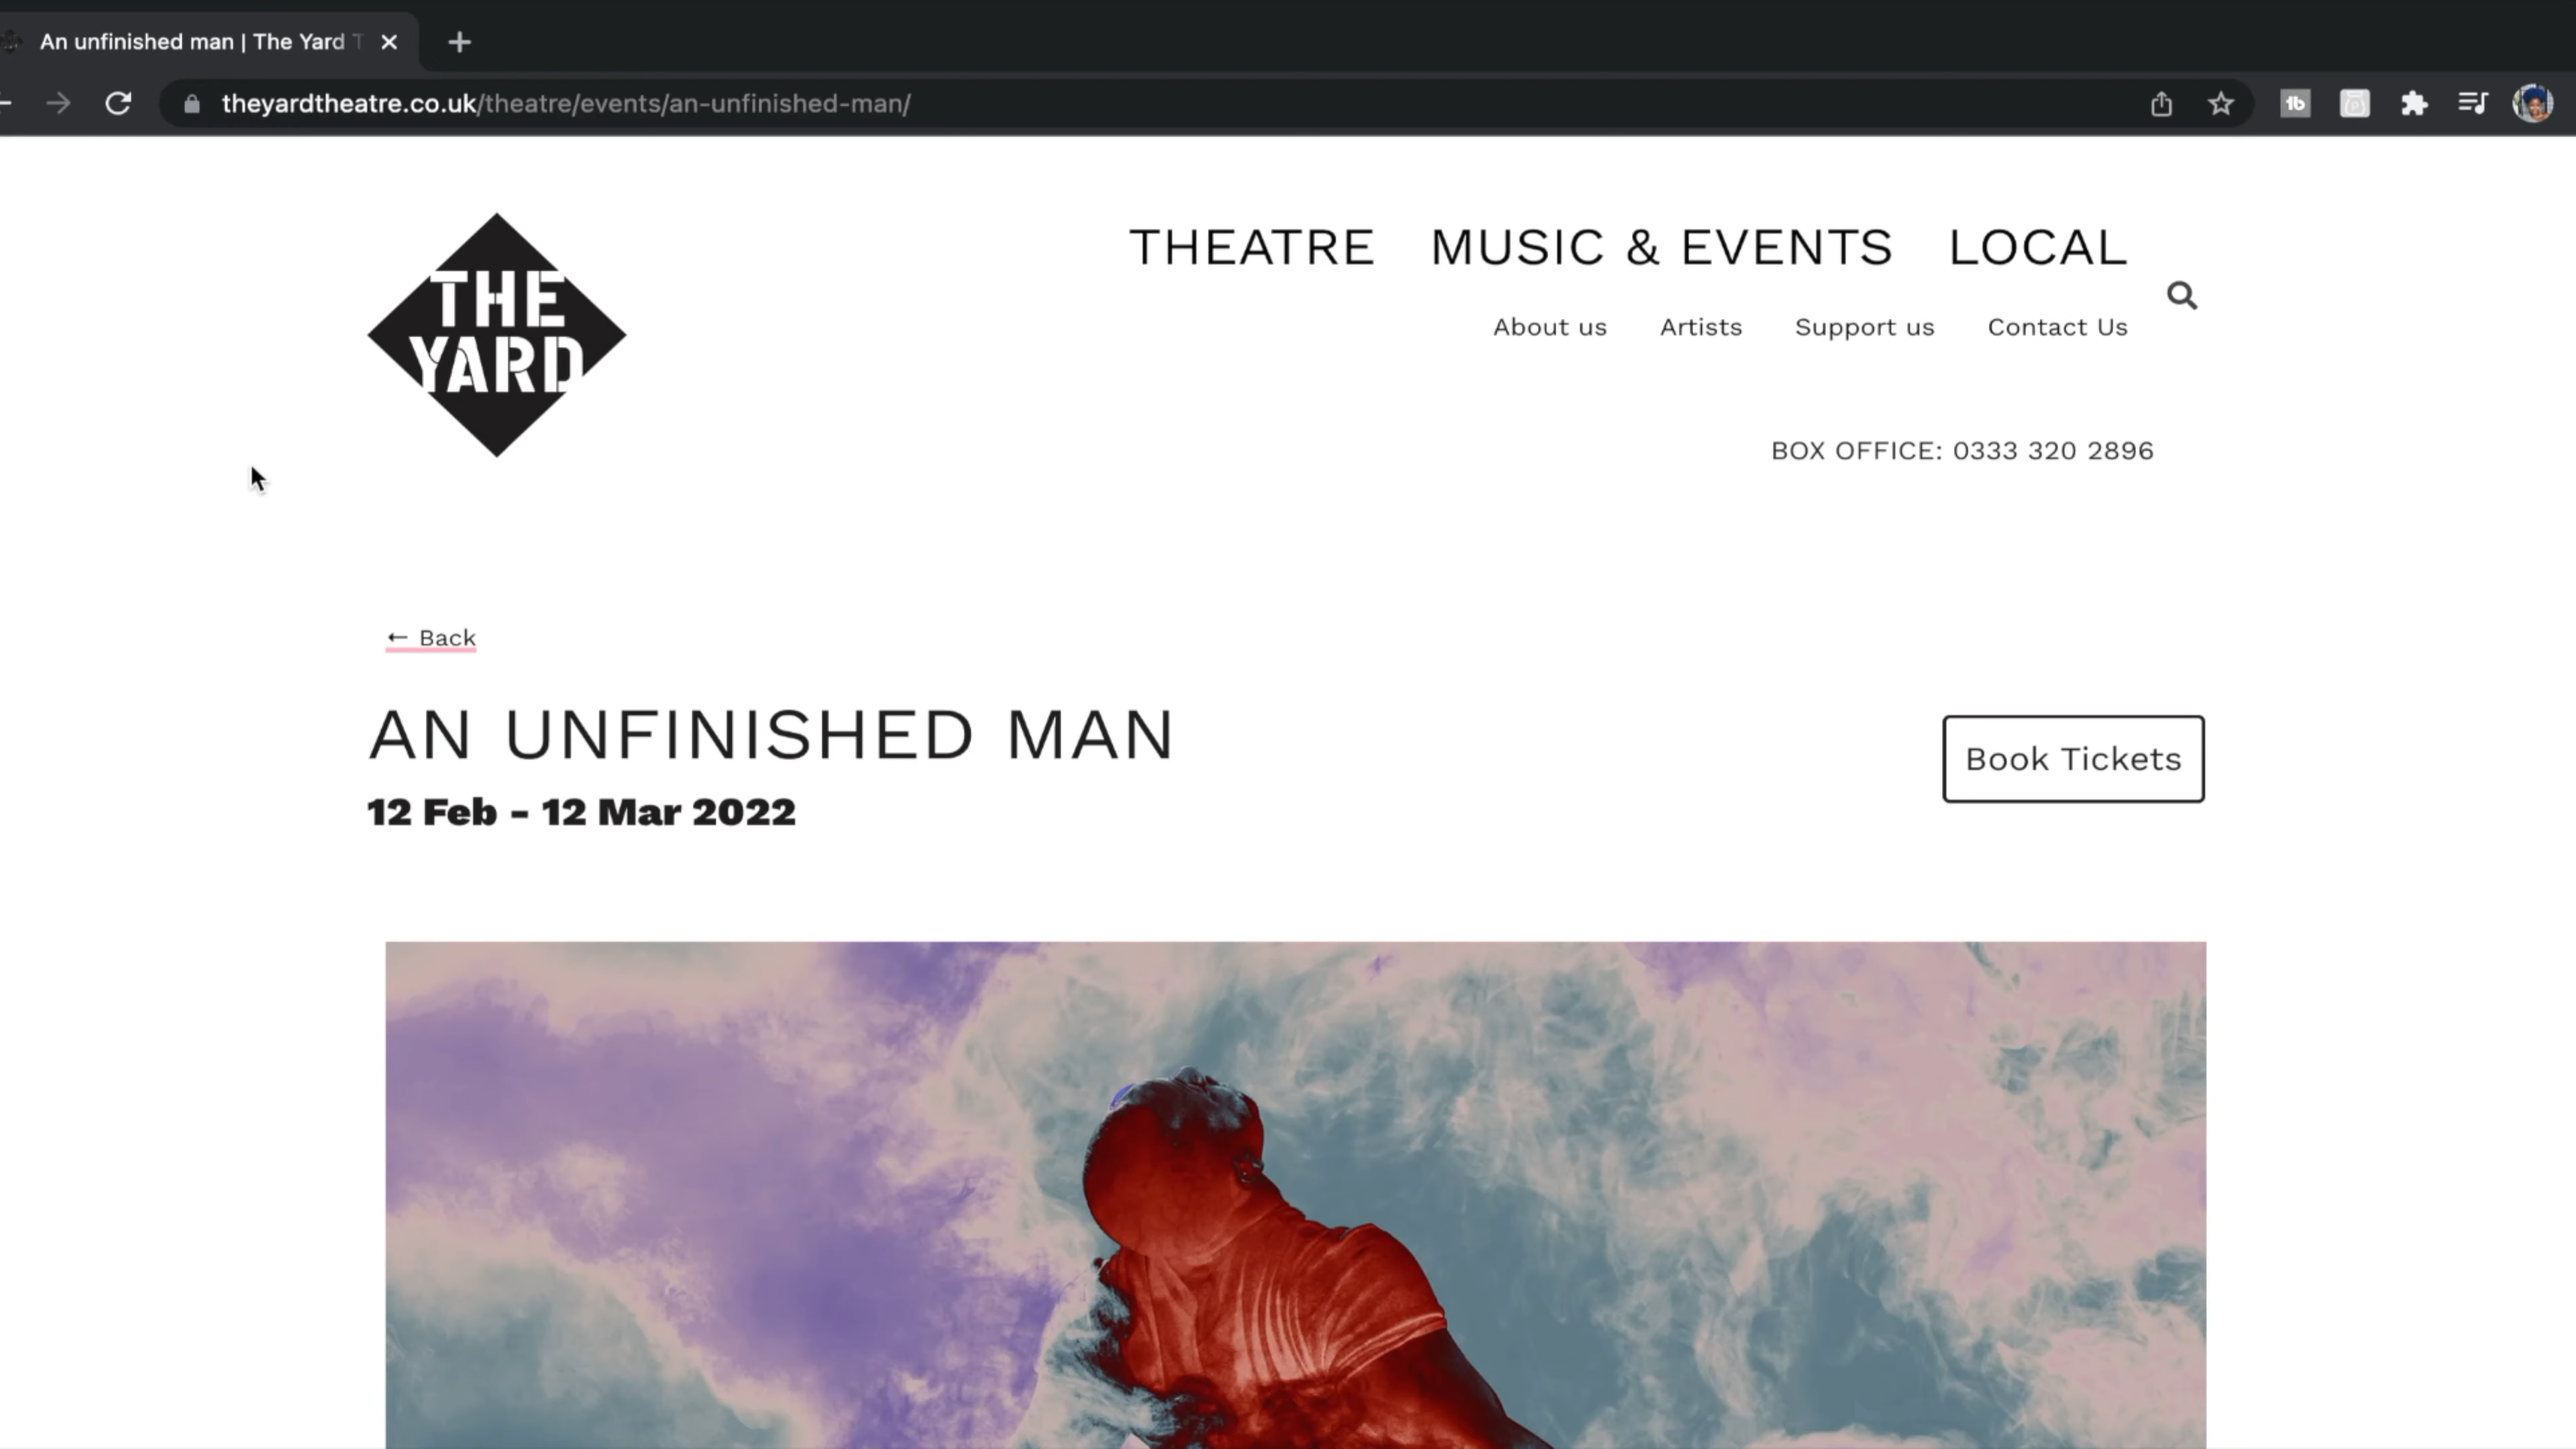 An unfinished man | The Yard T
theyardtheatre.co.uk/theatre/events/an-unfinished-man/
THE
YARD
THEATRE MUSIC & EVENTS LOCAL
About us Artists Support us Contact Us
BOX OFFICE: 0333 320 2896
← Back
AN UNFINISHED MAN
12 Feb - 12 Mar 2022
Book Tickets